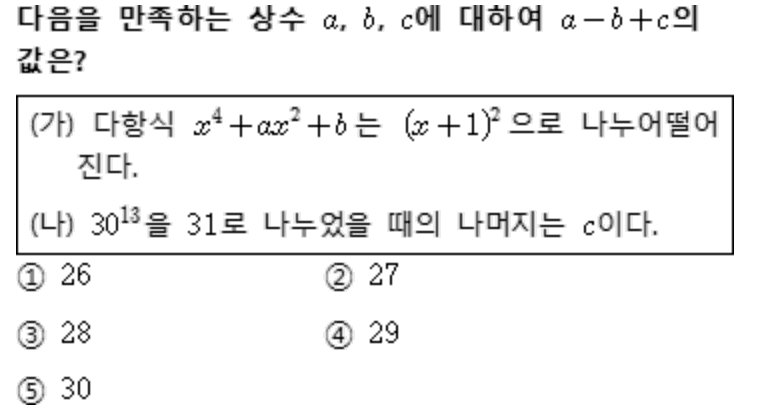 다음을 만족하는 상수 a, b, c에 대하여 a-b+c의
값은?
(가) 다항식 x⁴+ax²+b는 (x+1)²으로 나누어떨어
진다.
(나) 30¹³을 31로 나누었을 때의 나머지는 c이다.
① 26 ② 27
③ 28 ④ 29
⑤ 30